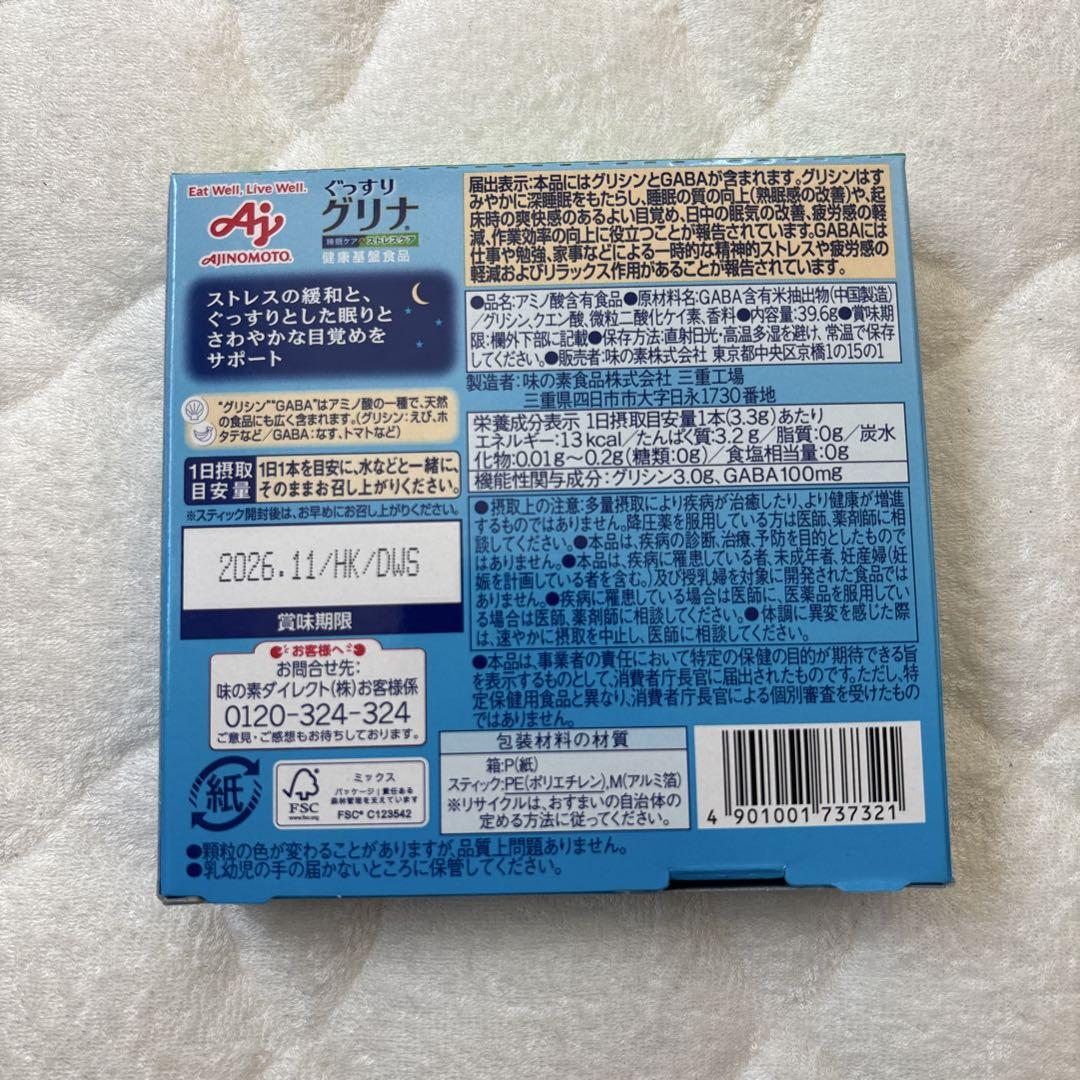 Eat Well, Live Well.
Aj
AJINOMOTO®
ぐっすり
グリナ®
睡眠ケア&ストレスケア
健康基盤食品
ストレスの緩和と、
ぐっすりとした眠りと
さわやかな目覚めを
サポート
"グリシン""GABA"はアミノ酸の一種で、天然
の食品にも広く含まれます。(グリシン:えび、ホ
タテなど/GABA:なす、トマトなど)
1日摂取
目安量
1日1本を目安に、水などと一緒に、
そのままお召し上がりください。
※スティック開封後は、お早めにお召し上がりください。
2026.11/HK/DWS
賞味期限
お客様へ
お問合せ先:
味の素ダイレクト(株)お客様係
0120-324-324
ご意見・ご感想もお待ちしております。
紙
FSC
www.fsc.org
ミックス
パッケージ|責任ある
森林管理を支えています
FSC® C123542
●顆粒の色が変わることがありますが、品質上問題ありません。
●乳幼児の手の届かないところに保管してください。
届出表示:本品にはグリシンとGABAが含まれます。グリシンはす
みやかに深睡眠をもたらし、睡眠の質の向上(熟眠感の改善)や、起
床時の爽快感のあるよい目覚め、日中の眠気の改善、疲労感の軽
減、作業効率の向上に役立つことが報告されています。GABAには
仕事や勉強、家事などによる一時的な精神的ストレスや疲労感の
軽減およびリラックス作用があることが報告されています。
●品名:アミノ酸含有食品●原材料名:GABA含有米抽出物(中国製造)
/グリシン、クエン酸、微粒二酸化ケイ素、香料●内容量:39.6g●賞味期
限:欄外下部に記載●保存方法:直射日光・高温多湿を避け、常温で保存
してください。●販売者:味の素株式会社 東京都中央区京橋1の15の1
製造者:味の素食品株式会社 三重工場
三重県四日市市大字日永1730番地
栄養成分表示 1日摂取目安量1本(3.3g)あたり
エネルギー:13kcal/たんぱく質:3.2g/脂質:0g/炭水
化物:0.01g~0.2g(糖類:0g)/食塩相当量:0g
機能性関与成分:グリシン3.0g、GABA100mg
●摂取上の注意:多量摂取により疾病が治癒したり、より健康が増進
するものではありません。降圧薬を服用している方は医師、薬剤師に相
談してください。●本品は、疾病の診断、治療、予防を目的としたもので
はありません。●本品は、疾病に罹患している者、未成年者、妊産婦(妊
娠を計画している者を含む。)及び授乳婦を対象に開発された食品では
ありません。●疾病に罹患している場合は医師に、医薬品を服用してい
る場合は医師、薬剤師に相談してください。●体調に異変を感じた際
は、速やかに摂取を中止し、医師に相談してください。
●本品は、事業者の責任において特定の保健の目的が期待できる旨
を表示するものとして、消費者庁長官に届出されたものです。ただし、特
定保健用食品と異なり、消費者庁長官による個別審査を受けたもの
ではありません。
包装材料の材質
箱:P(紙)
スティック:PE(ポリエチレン)、M(アルミ箔)
※リサイクルは、おすまいの自治体の
定める方法に従ってください。
4 901001 737321